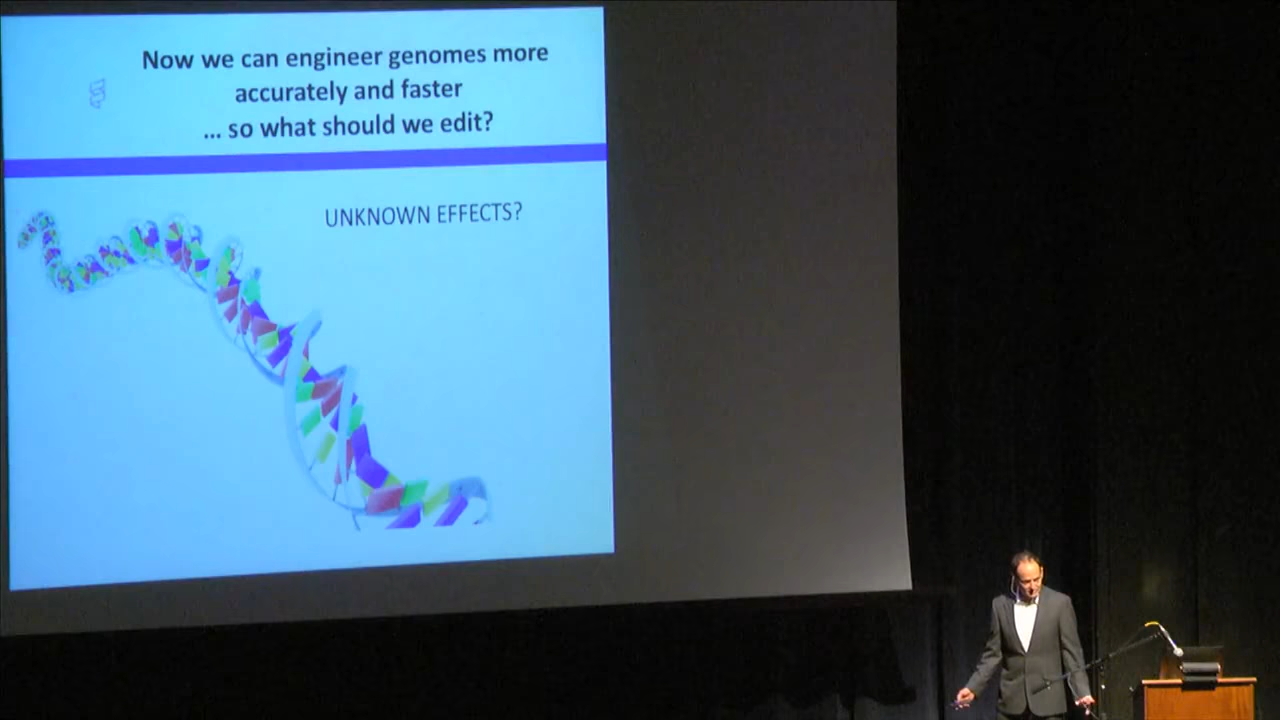 Now we can engineer genomes more
accurately and faster
... so what should we edit?
UNKNOWN EFFECTS?